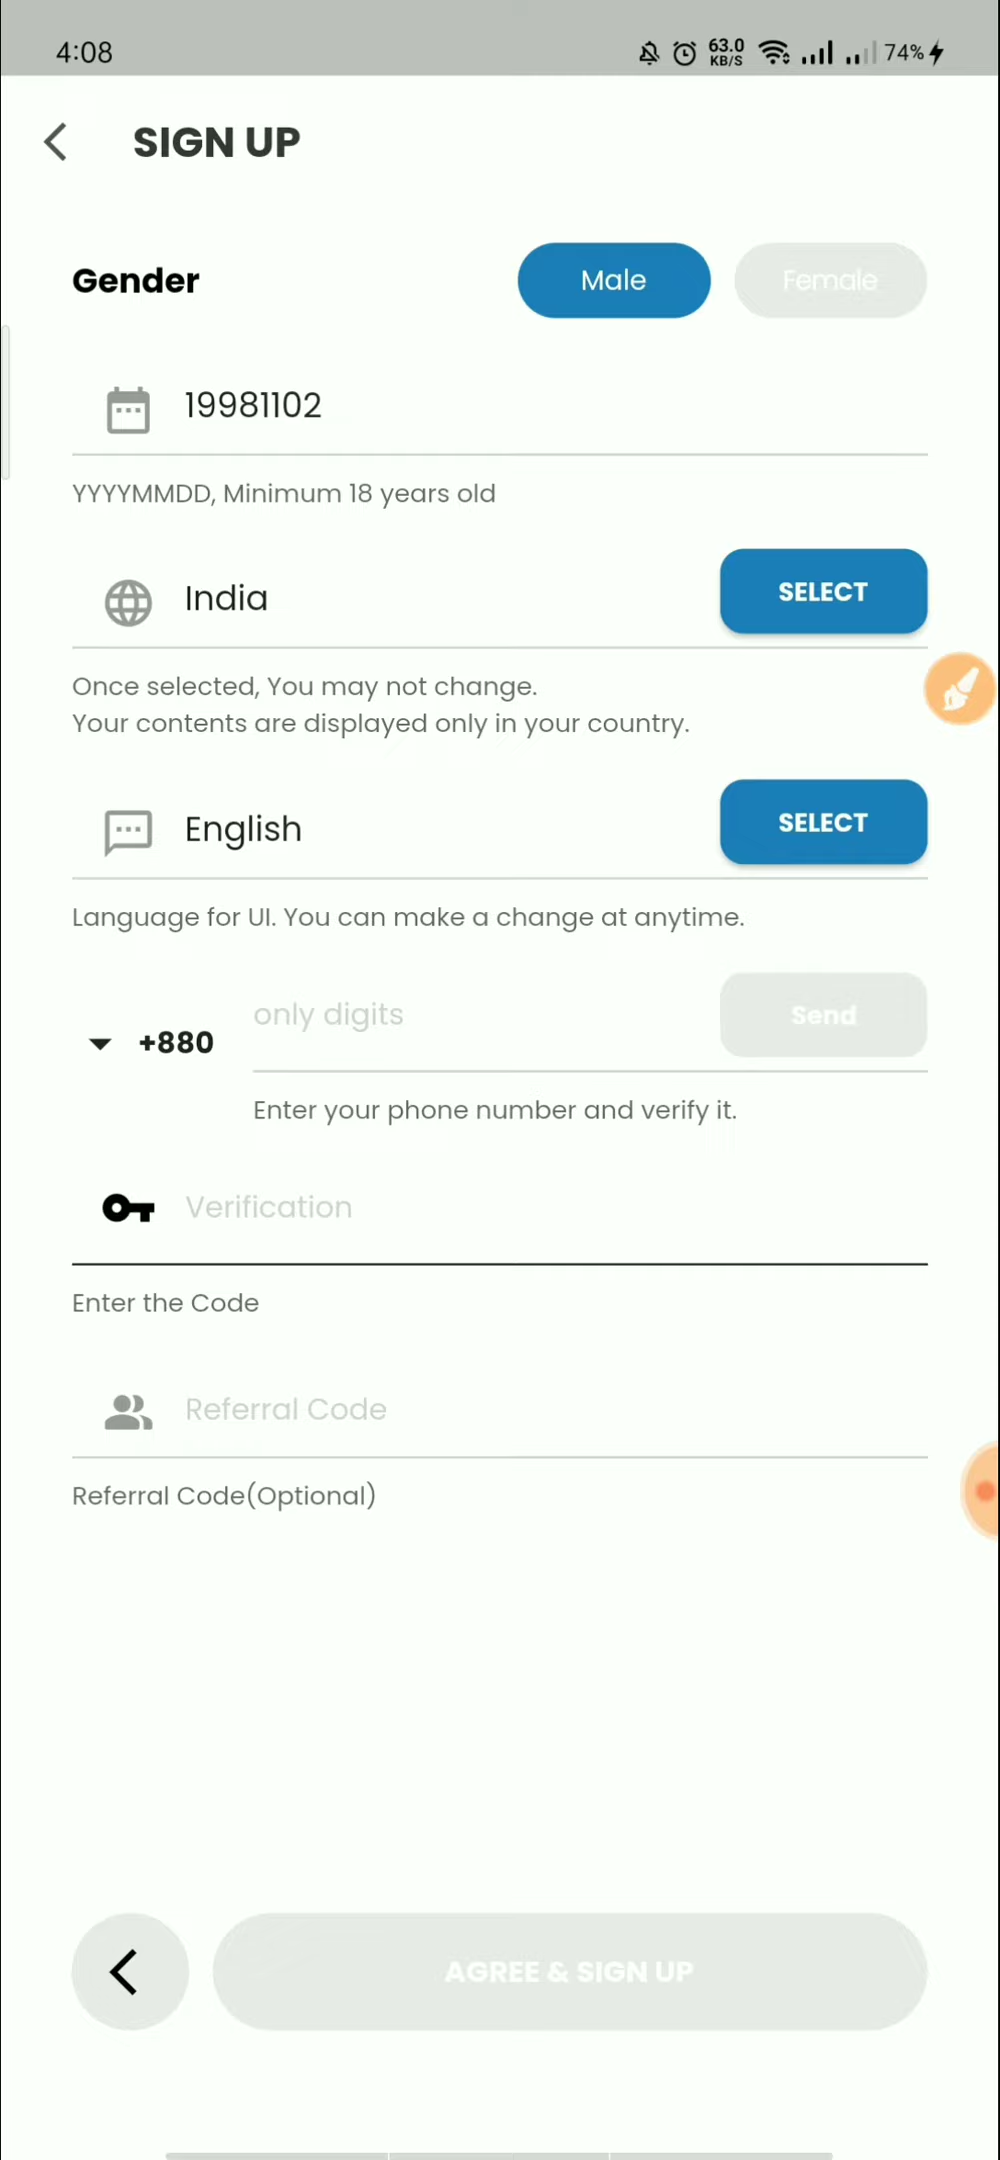 4:08
63.0
KB/S
74%
SIGN UP
Gender
Male
Female
19981102
YYYYMMDD, Minimum 18 years old
India
SELECT
Once selected, You may not change.
Your contents are displayed only in your country.
English
SELECT
Language for UI. You can make a change at anytime.
+880
only digits
Send
Enter your phone number and verify it.
Verification
Enter the Code
Referral Code
Referral Code(Optional)
AGREE & SIGN UP